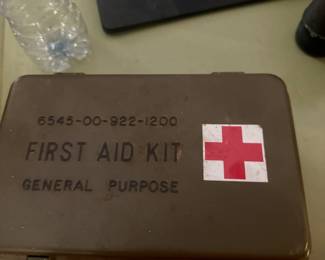 6545-00-922-1200
FIRST AID KIT
GENERAL PURPOSE